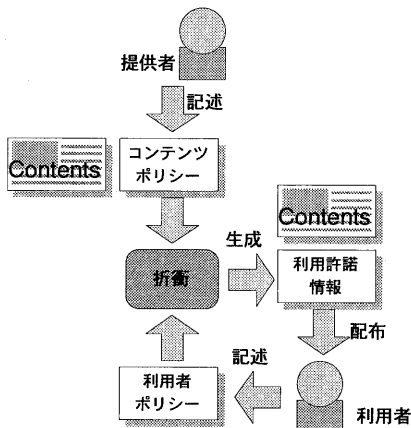 提供者
記述
Contents
コンテンツ
ポリシー
Contents
生成
折衝
利用許諾
情報
配布
記述
利用者
ポリシー
利用者